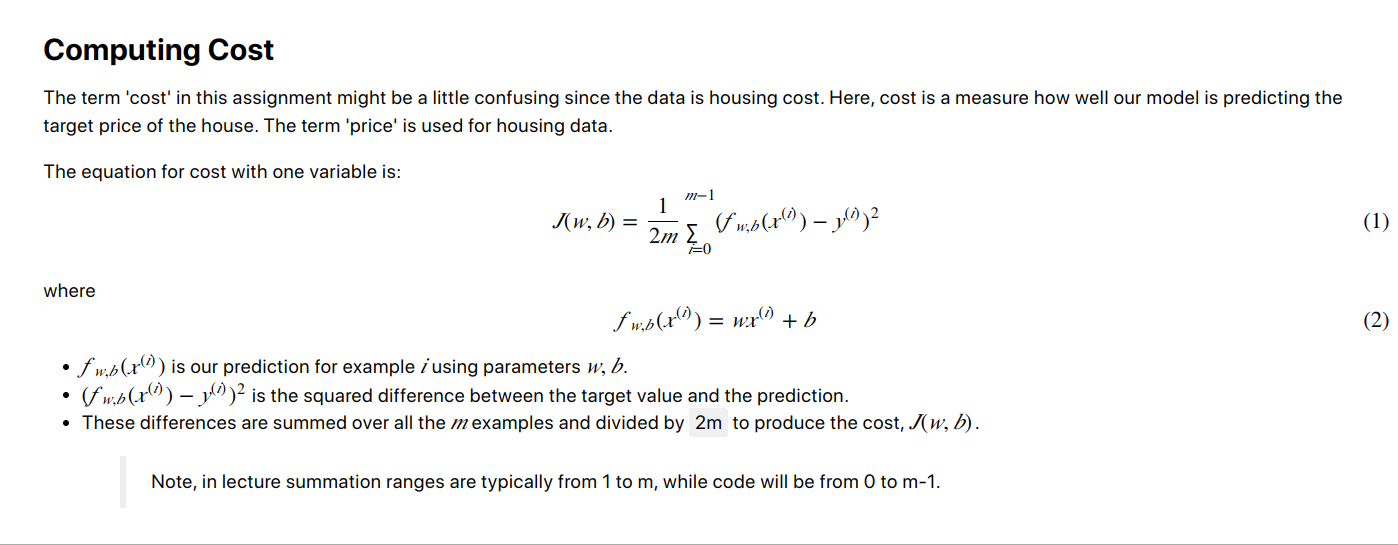 Computing Cost
The term 'cost' in this assignment might be a little confusing since the data is housing cost. Here, cost is a measure how well our model is predicting the
target price of the house. The term 'price' is used for housing data.
The equation for cost with one variable is:
J(w, b) = \frac{1}{2m} \sum_{i=0}^{m-1} (f_{w,b}(x^{(i)}) − y^{(i)})^2 (1)
where
f_{w,b}(x^{(i)}) = wx^{(i)} + b (2)
• f_{w,b}(x^{(i)}) is our prediction for example i using parameters w, b.
• (f_{w,b}(x^{(i)}) − y^{(i)})^2 is the squared difference between the target value and the prediction.
• These differences are summed over all the m examples and divided by 2m to produce the cost, J(w, b).
Note, in lecture summation ranges are typically from 1 to m, while code will be from 0 to m-1.